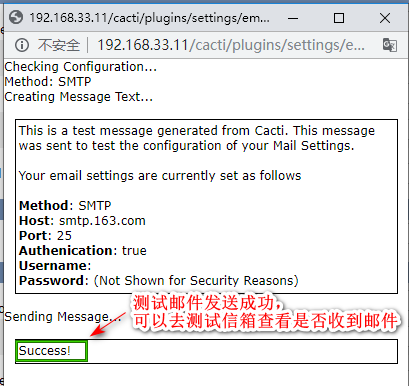 192.168.33.11/cacti/plugins/settings/em...
不安全 192.168.33.11/cacti/plugins/settings/e...
Checking Configuration...
Method: SMTP
Creating Message Text...
This is a test message generated from Cacti. This message
was sent to test the configuration of your Mail Settings.
Your email settings are currently set as follows
Method: SMTP
Host: smtp.163.com
Port: 25
Authenication: true
Username:
Password: (Not Shown for Security Reasons)
测试邮件发送成功,
可以去测试信箱查看是否收到邮件
Sending Message...
Success!